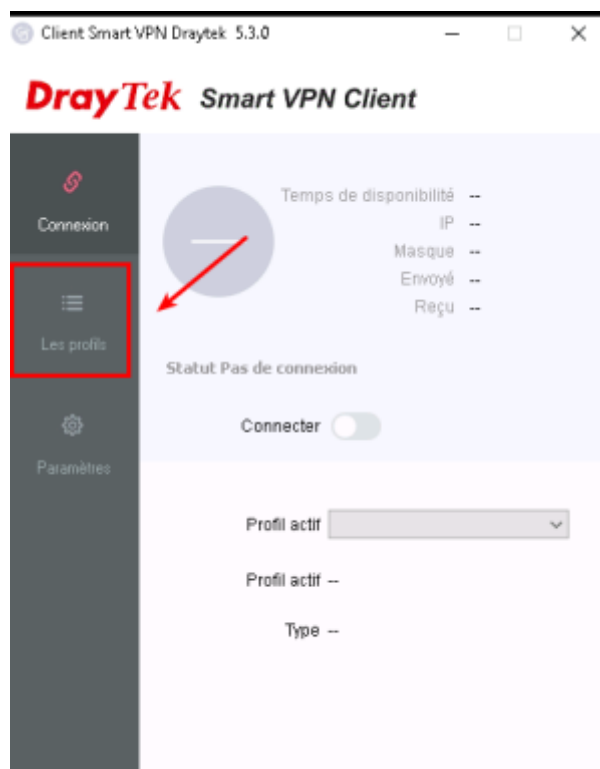 Client Smart VPN Draytek 5.3.0
DrayTek Smart VPN Client
Connexion
Les profils
Paramètres
Temps de disponibilité --
IP --
Masque --
Envoyé --
Reçu --
Statut Pas de connexion
Connecter
Profil actif
Profil actif --
Type --